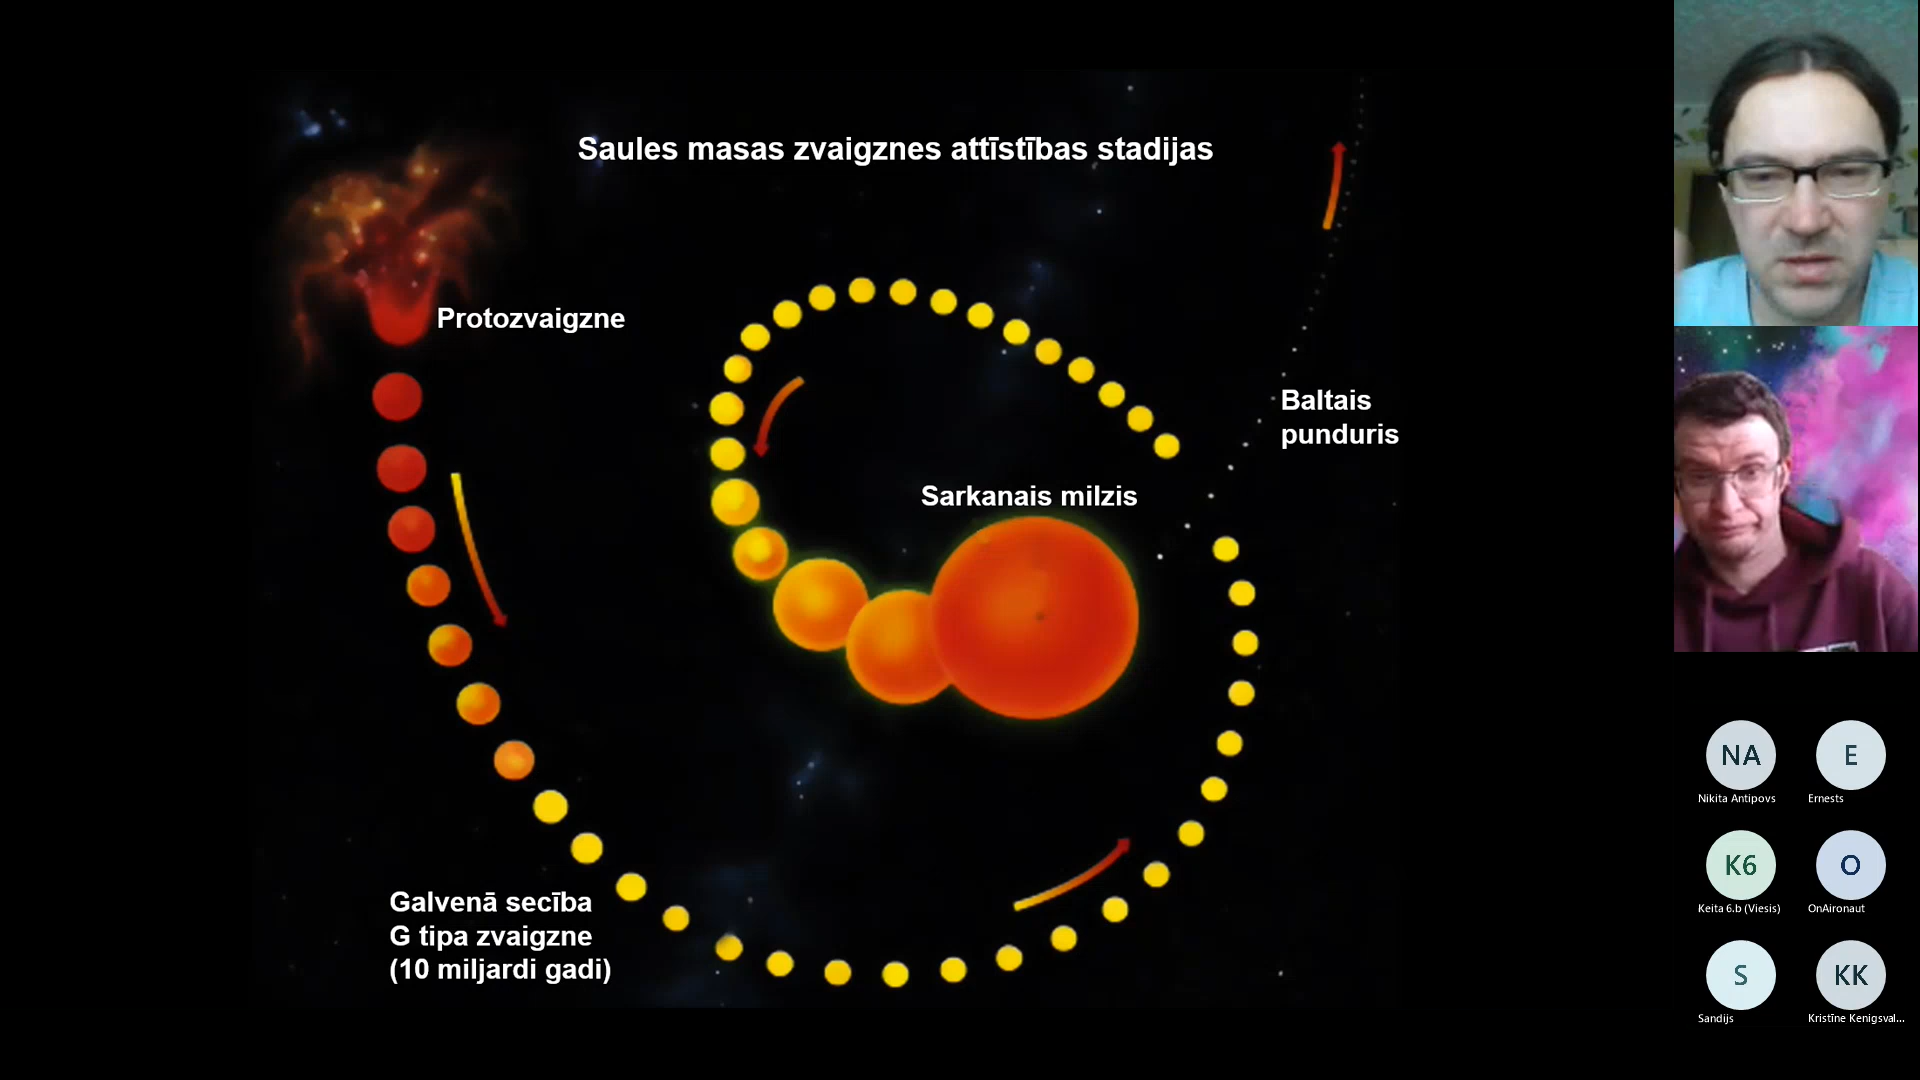 Saules masas zvaigznes attīstības stadijas
Protozvaigzne
Baltais
punduris
Sarkanais milzis
Galvenā secība
G tipa zvaigzne
(10 miljardi gadi)
NA
E
Nikita Antipovs
Ernests
K6
O
Keita 6.b (Viesis)
OnAironaut
S
KK
Sandijs
Kristīne Kenigsval...